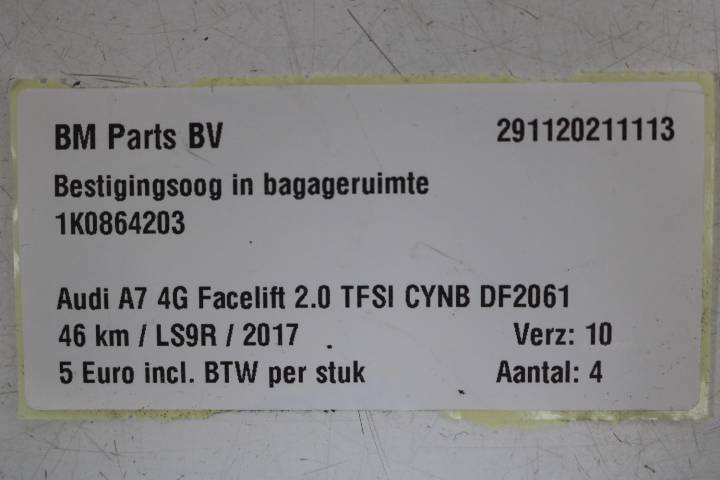 BM Parts BV 291120211113
Bestigingsoog in bagageruimte
1K0864203
Audi A7 4G Facelift 2.0 TFSI CYNB DF2061
46 km / LS9R / 2017 Verz: 10
5 Euro incl. BTW per stuk Aantal: 4